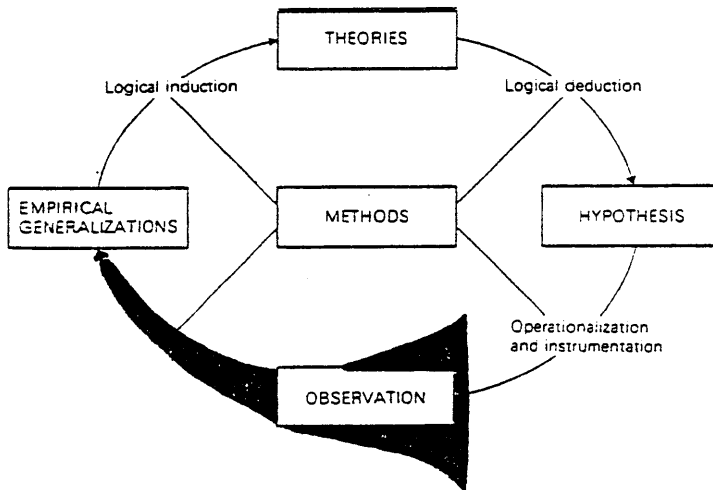 THEORIES
Logical induction
Logical deduction
EMPIRICAL
GENERALIZATIONS
METHODS
HYPOTHESIS
Operationalization
and instrumentation
OBSERVATION